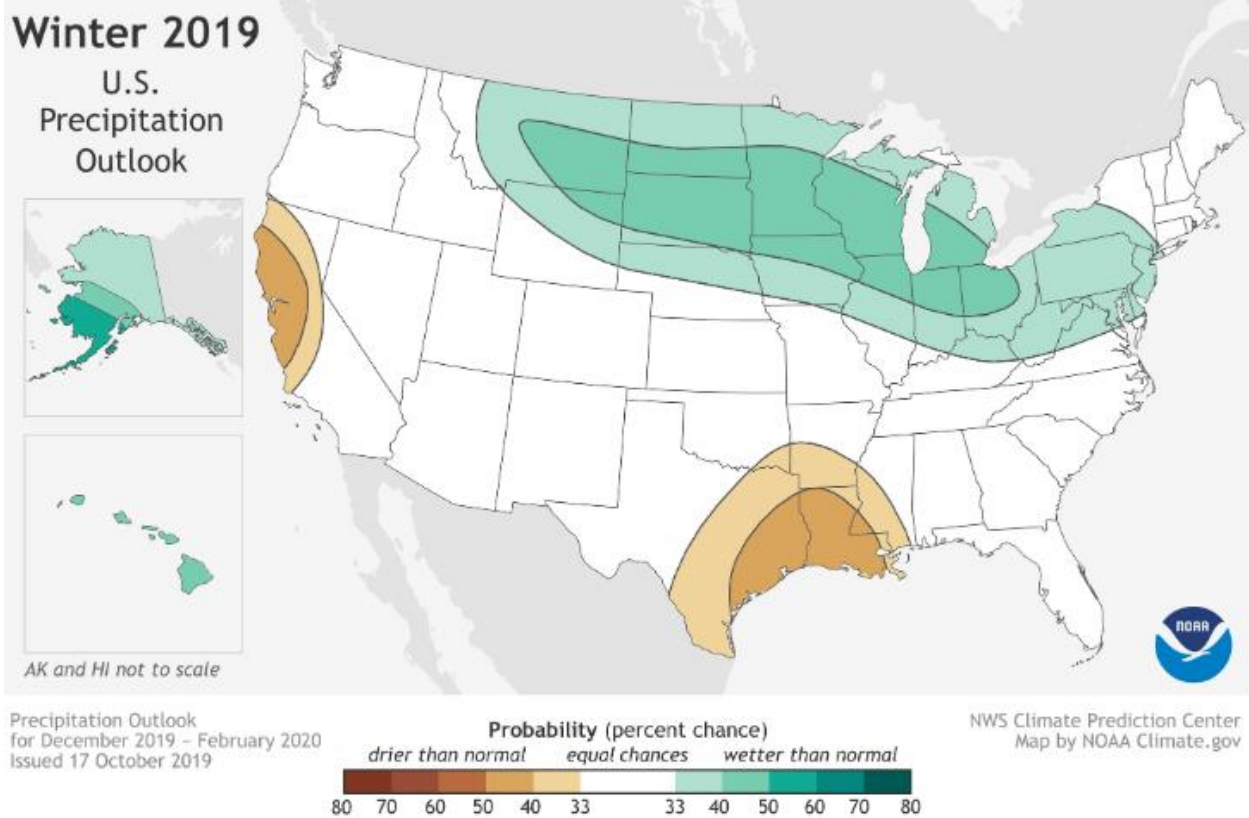 Winter 2019
U.S.
Precipitation
Outlook
AK and HI not to scale
NOAA
Precipitation Outlook
for December 2019 – February 2020
Issued 17 October 2019
Probability (percent chance)
drier than normal equal chances wetter than normal
80 70 60 50 40 33 33 40 50 60 70 80
NWS Climate Prediction Center
Map by NOAA Climate.gov